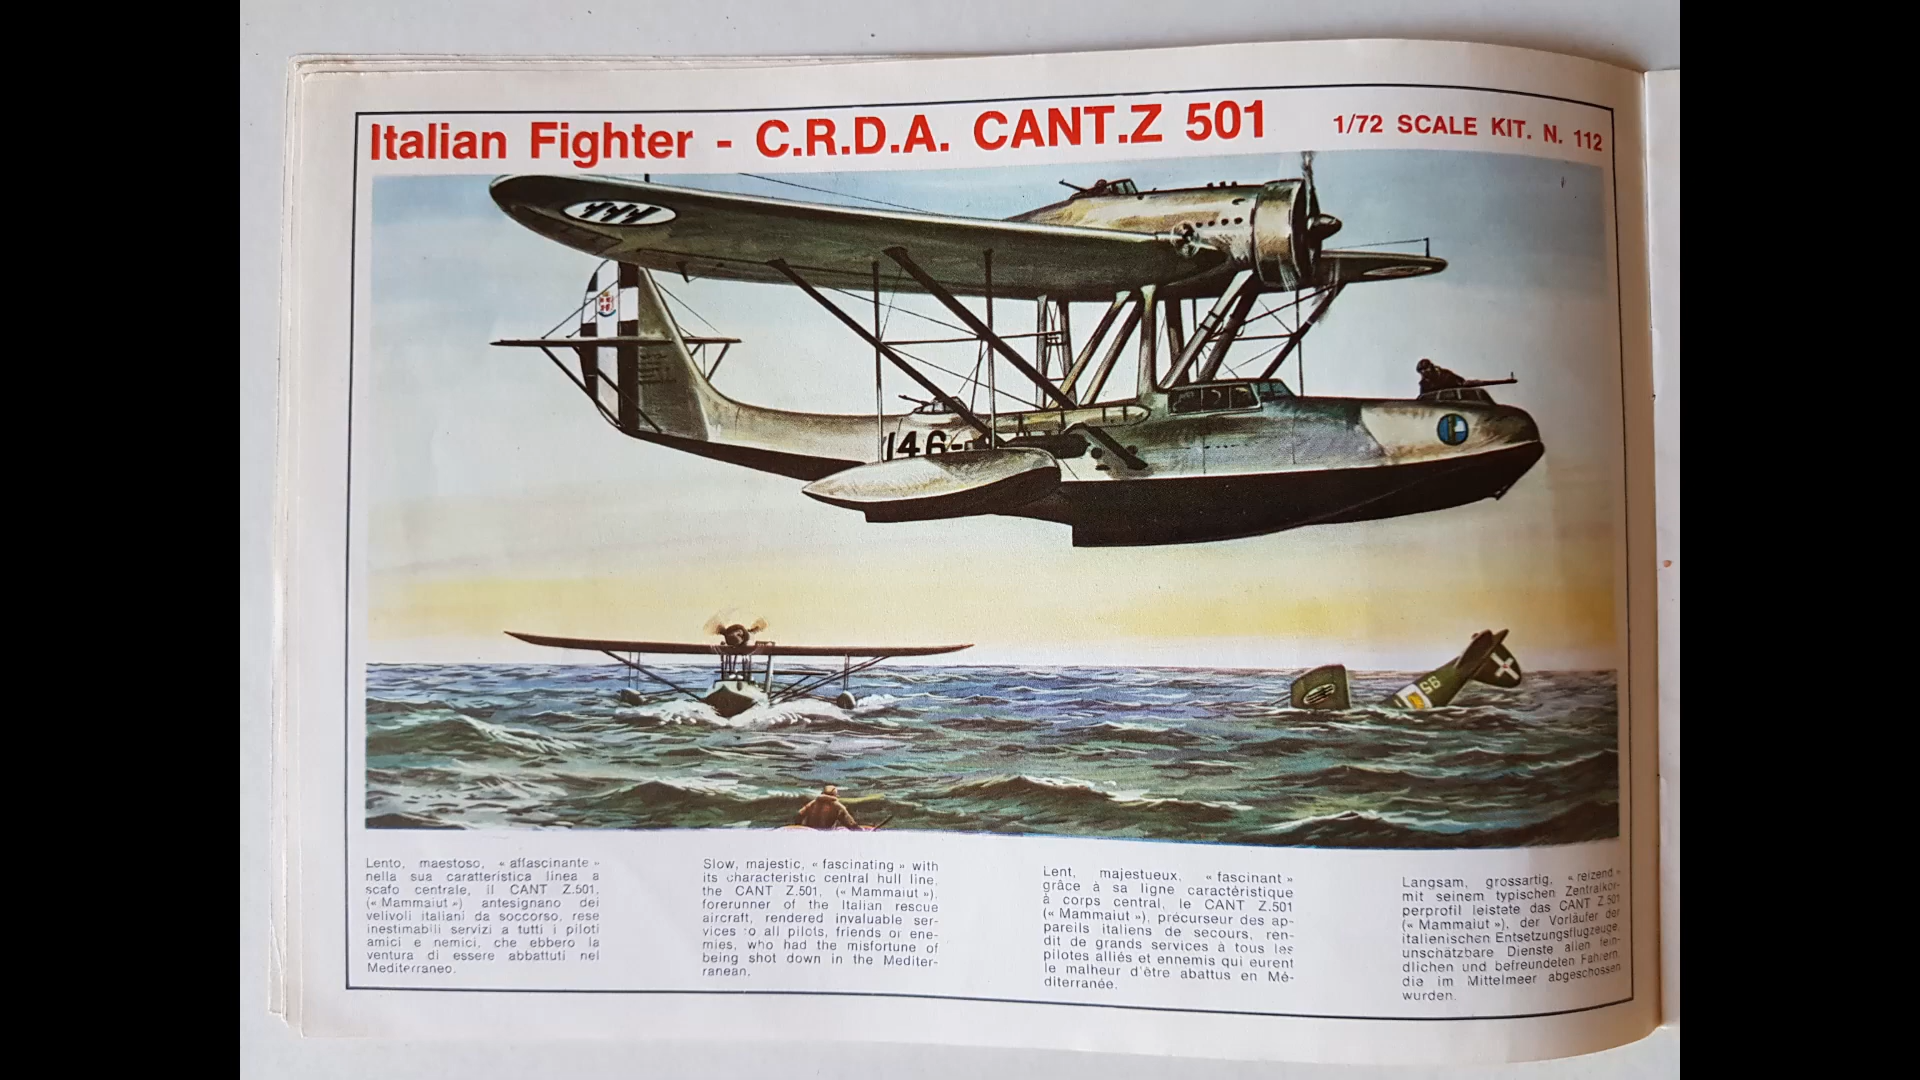 Italian Fighter - C.R.D.A. CANT.Z 501
1/72 SCALE KIT. N. 112
146-
56
Lento, maestoso, « affascinante »
nella sua caratteristica linea a
scafo centrale, il CANT Z.501,
(« Mammaiut ») antesignano dei
velivoli italiani da soccorso, rese
inestimabili servizi a tutti i piloti
amici e nemici, che ebbero la
ventura di essere abbattuti nel
Mediterraneo.
Slow, majestic, « fascinating » with
its characteristic central hull line,
the CANT Z.501, (« Mammaiut »),
forerunner of the Italian rescue
aircraft, rendered invaluable ser-
vices to all pilots, friends or ene-
mies, who had the misfortune of
being shot down in the Mediter-
ranean.
Lent, majestueux, « fascinant »
grâce à sa ligne caractéristique
à corps central, le CANT Z.501
(« Mammaiut »), précurseur des ap-
pareils italiens de secours, ren-
dit de grands services à tous les
pilotes alliés et ennemis qui eurent
le malheur d'être abattus en Mé-
diterranée.
Langsam, grossartig, « reizend »
mit seinem typischen Zentralkor-
perprofil leistete das CANT Z.501
(« Mammaiut »), der Vorläufer der
italienischen Entsetzungsflugzeuge,
unschätzbare Dienste allen fein-
dlichen und befreundeten Fahrern,
die im Mittelmeer abgeschossen
wurden.